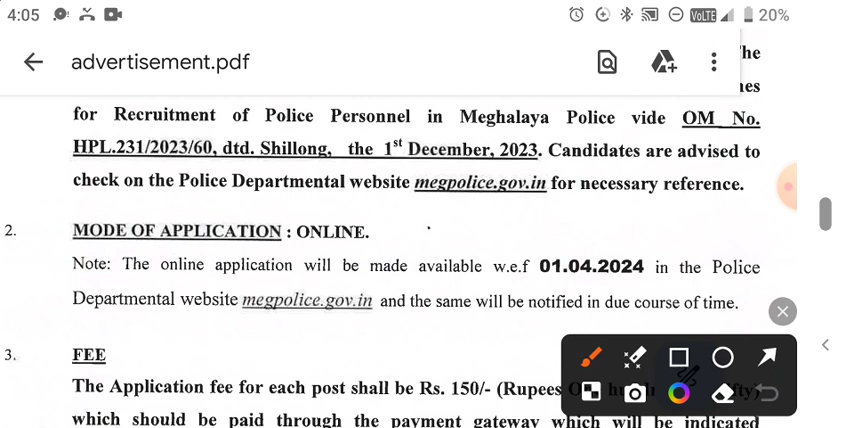 4:05
VoLTE
20%
advertisement.pdf
for Recruitment of Police Personnel in Meghalaya Police vide OM No.
HPL.231/2023/60, dtd. Shillong, the 1st December, 2023. Candidates are advised to
check on the Police Departmental website megpolice.gov.in for necessary reference.
2. MODE OF APPLICATION : ONLINE.
Note: The online application will be made available w.e.f 01.04.2024 in the Police
Departmental website megpolice.gov.in and the same will be notified in due course of time.
3. FEE
The Application fee for each post shall be Rs. 150/- (Rupees
which should be paid through the payment gateway which will be indicated